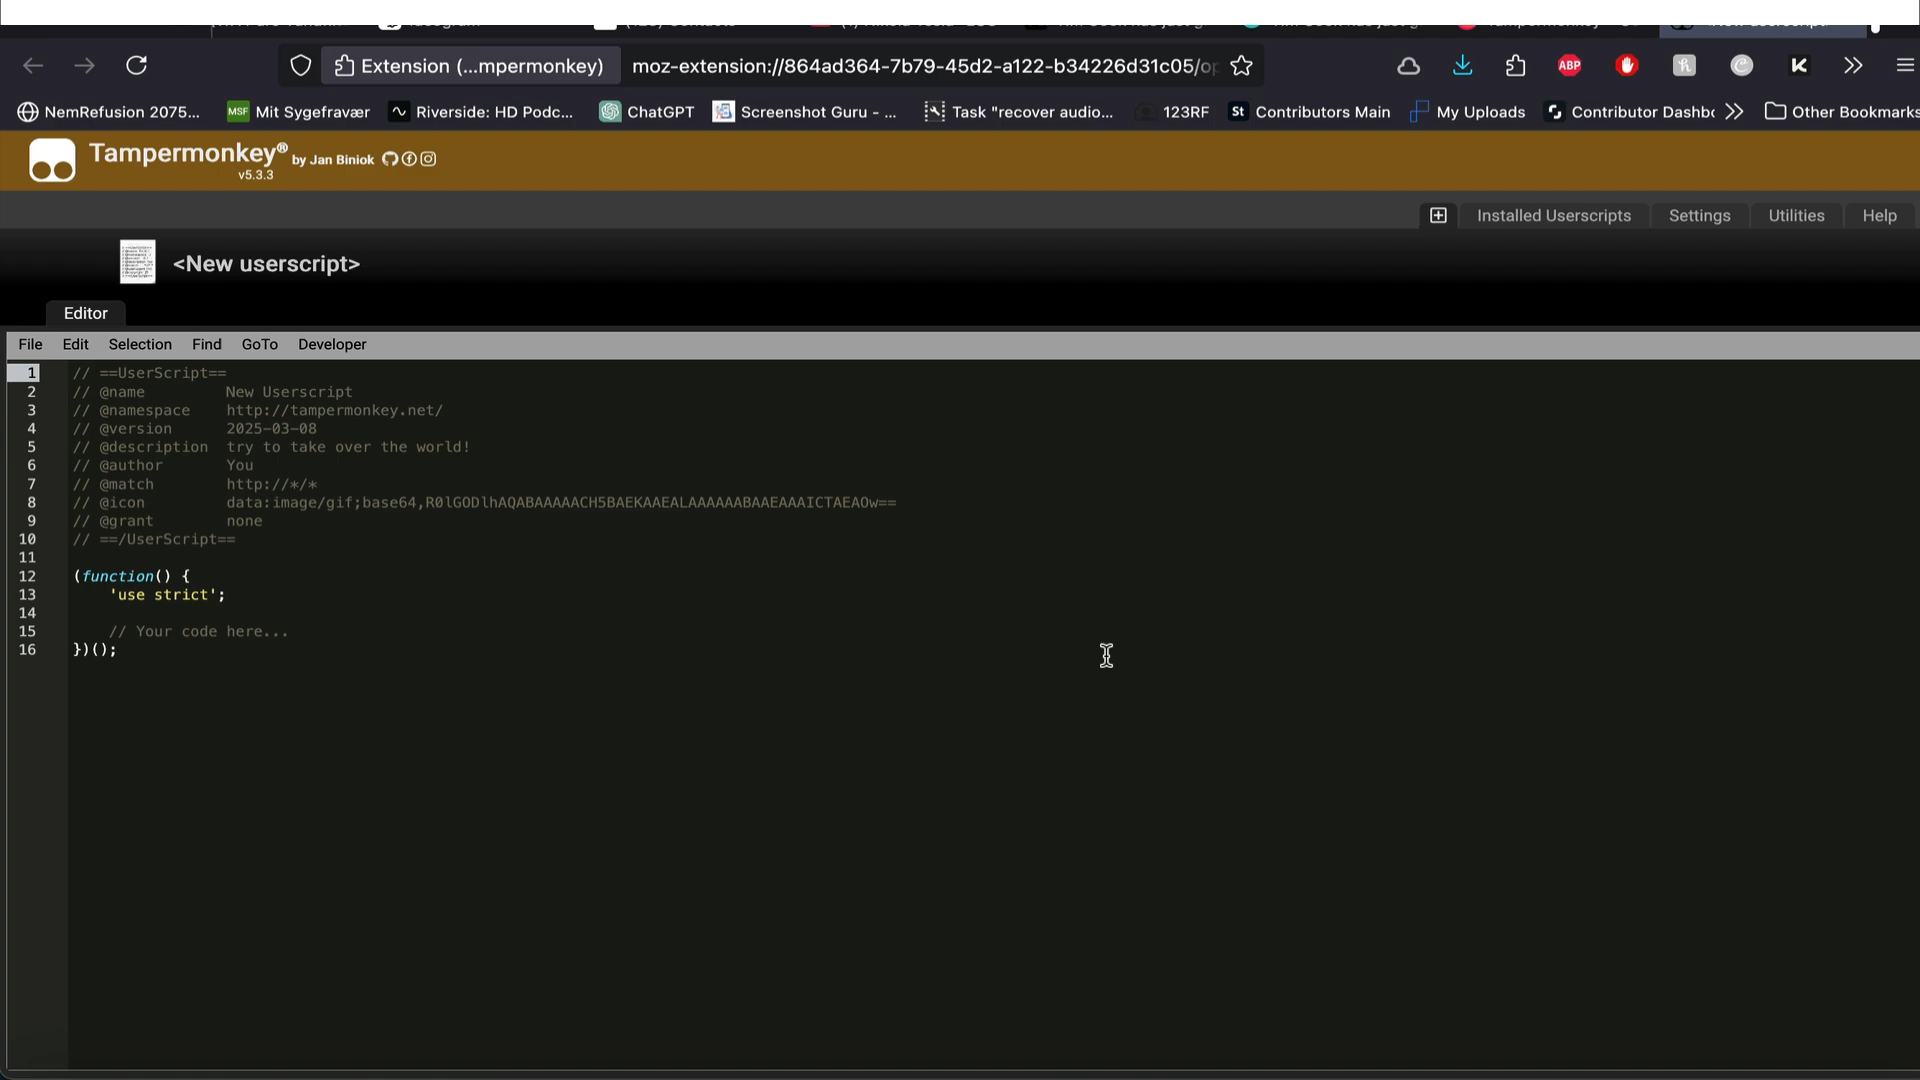 Extension (...mpermonkey) moz-extension://864ad364-7b79-45d2-a122-b34226d31c05/op
NemRefusion 2075... MSF Mit Sygefravær Riverside: HD Podc... ChatGPT Screenshot Guru - ... Task "recover audio... 123RF St Contributors Main My Uploads Contributor Dashbo Other Bookmarks
ABP
Tampermonkey® by Jan Biniok
v5.3.3
Installed Userscripts Settings Utilities Help
<New userscript>
Editor
File Edit Selection Find GoTo Developer
1 // ==UserScript==
2 // @name New Userscript
3 // @namespace http://tampermonkey.net/
4 // @version 2025-03-08
5 // @description try to take over the world!
6 // @author You
7 // @match http://*/*
8 // @icon data:image/gif;base64,R0lGODlhAQABAAAAACH5BAEKAAEALAAAAAABAAEAAAICTAEAOw==
9 // @grant none
10 // ==/UserScript==
11
12 (function() {
13 'use strict';
14
15 // Your code here...
16 })();